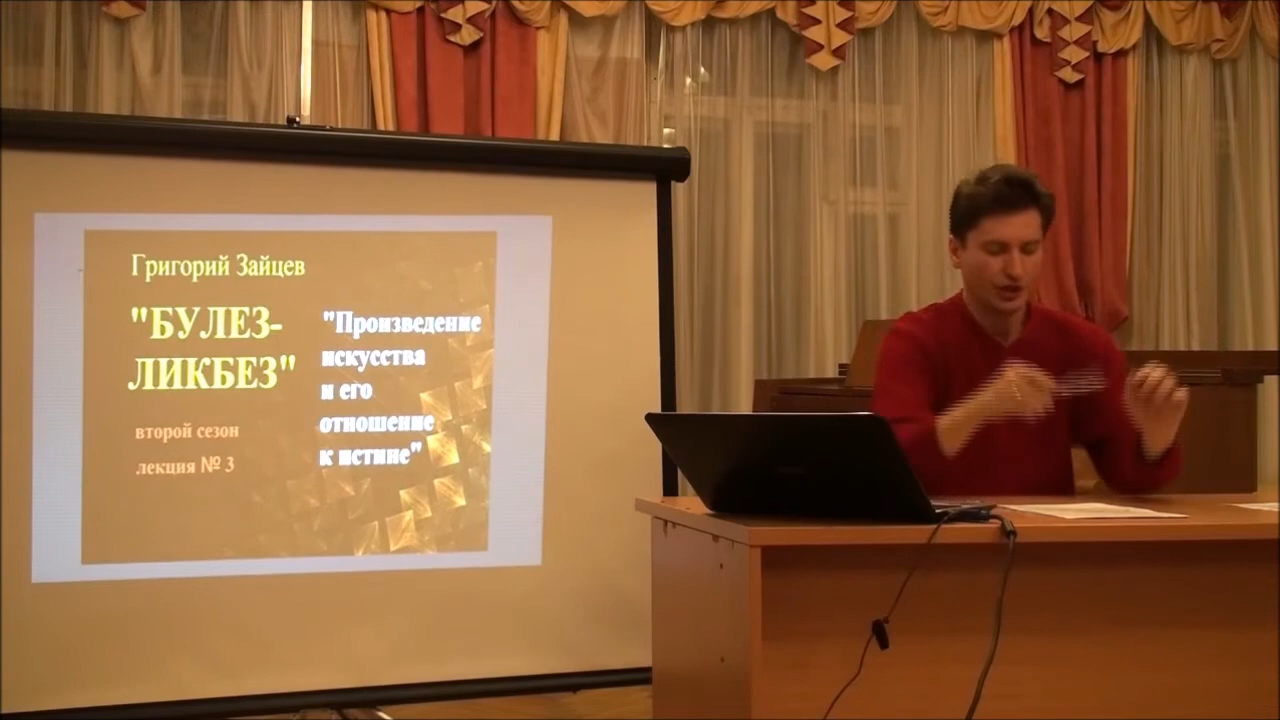 Григорий Зайцев
"БУЛЕЗ-
ЛИКБЕЗ"
второй сезон
лекция № 3
"Произведение
искусства
и его
отношение
к истине"